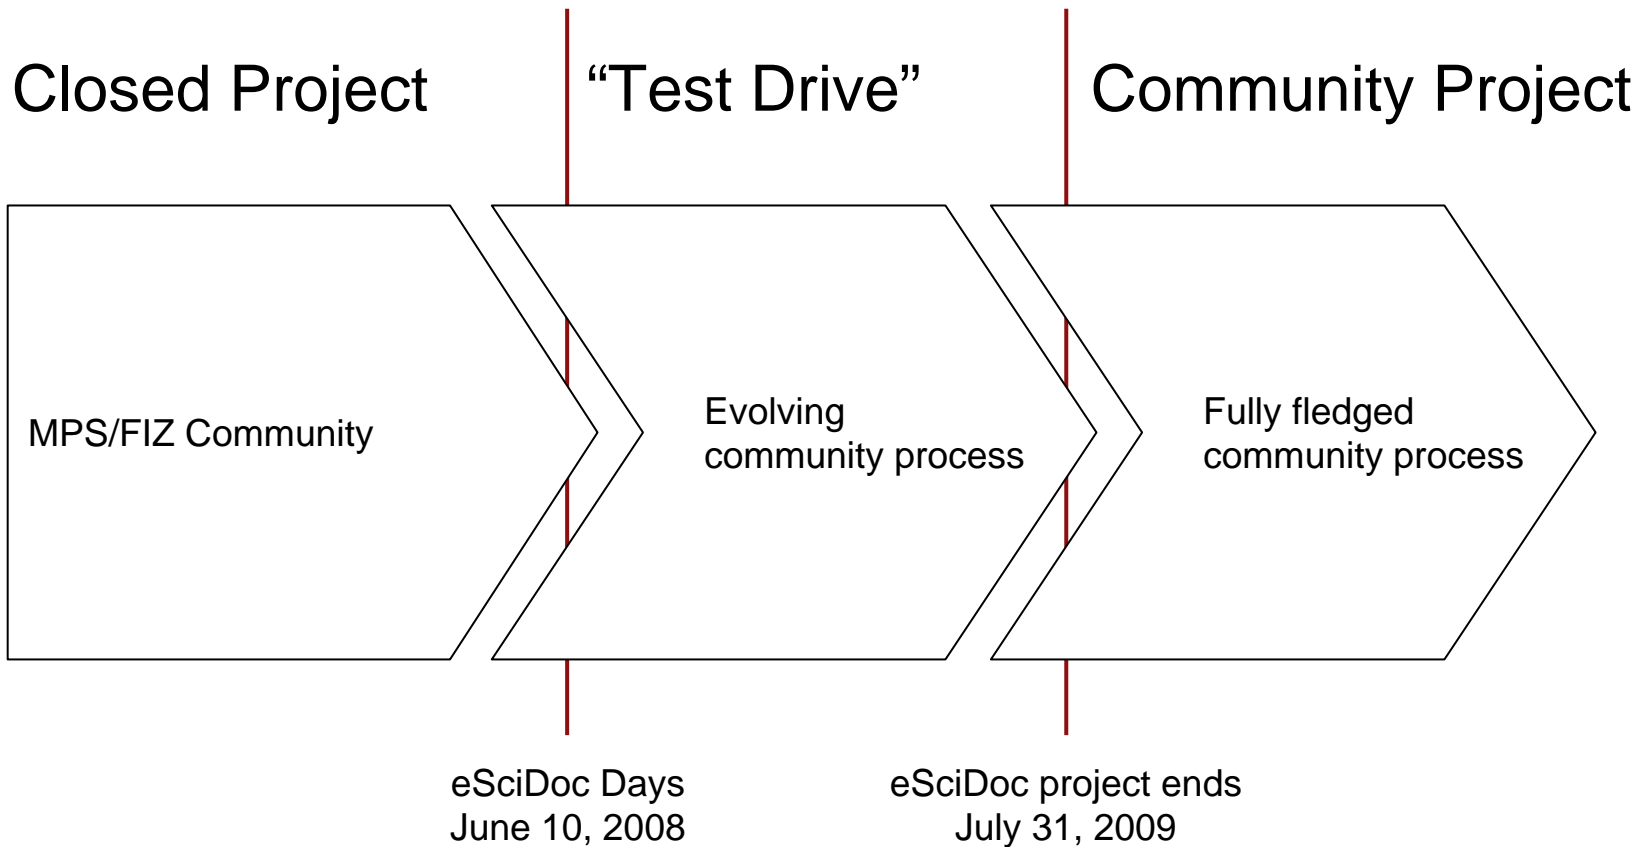 Closed Project
“Test Drive”
Community Project
MPS/FIZ Community
Evolving
community process
Fully fledged
community process
eSciDoc Days
June 10, 2008
eSciDoc project ends
July 31, 2009